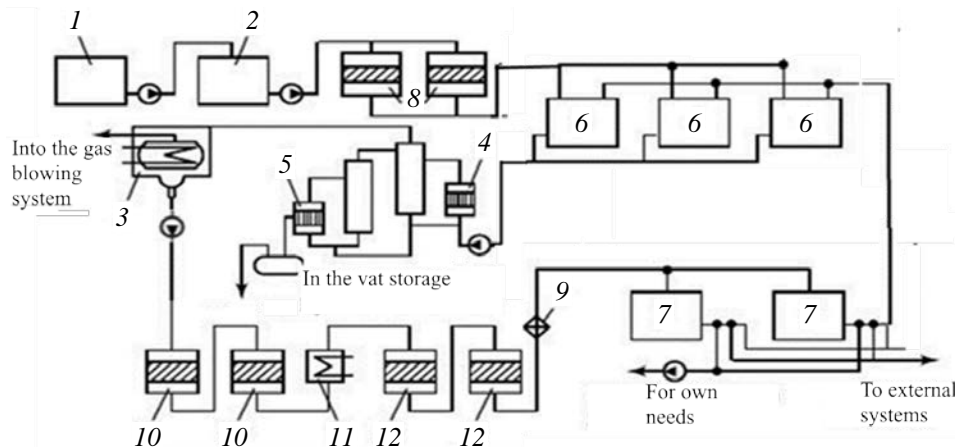 1
2
8
6
6
6
Into the gas
blowing
system
3
5
4
In the vat storage
9
7
7
For own
needs
To external
systems
10
10
11
12
12